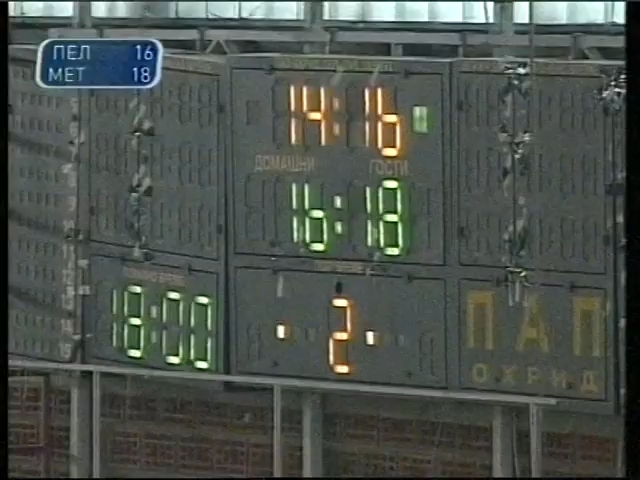 ПЕЛ 16
МЕТ 18
14:16
ДОМАШНИ ГОСТИ
16:18
18:00
2
ПАП
ОХРИД